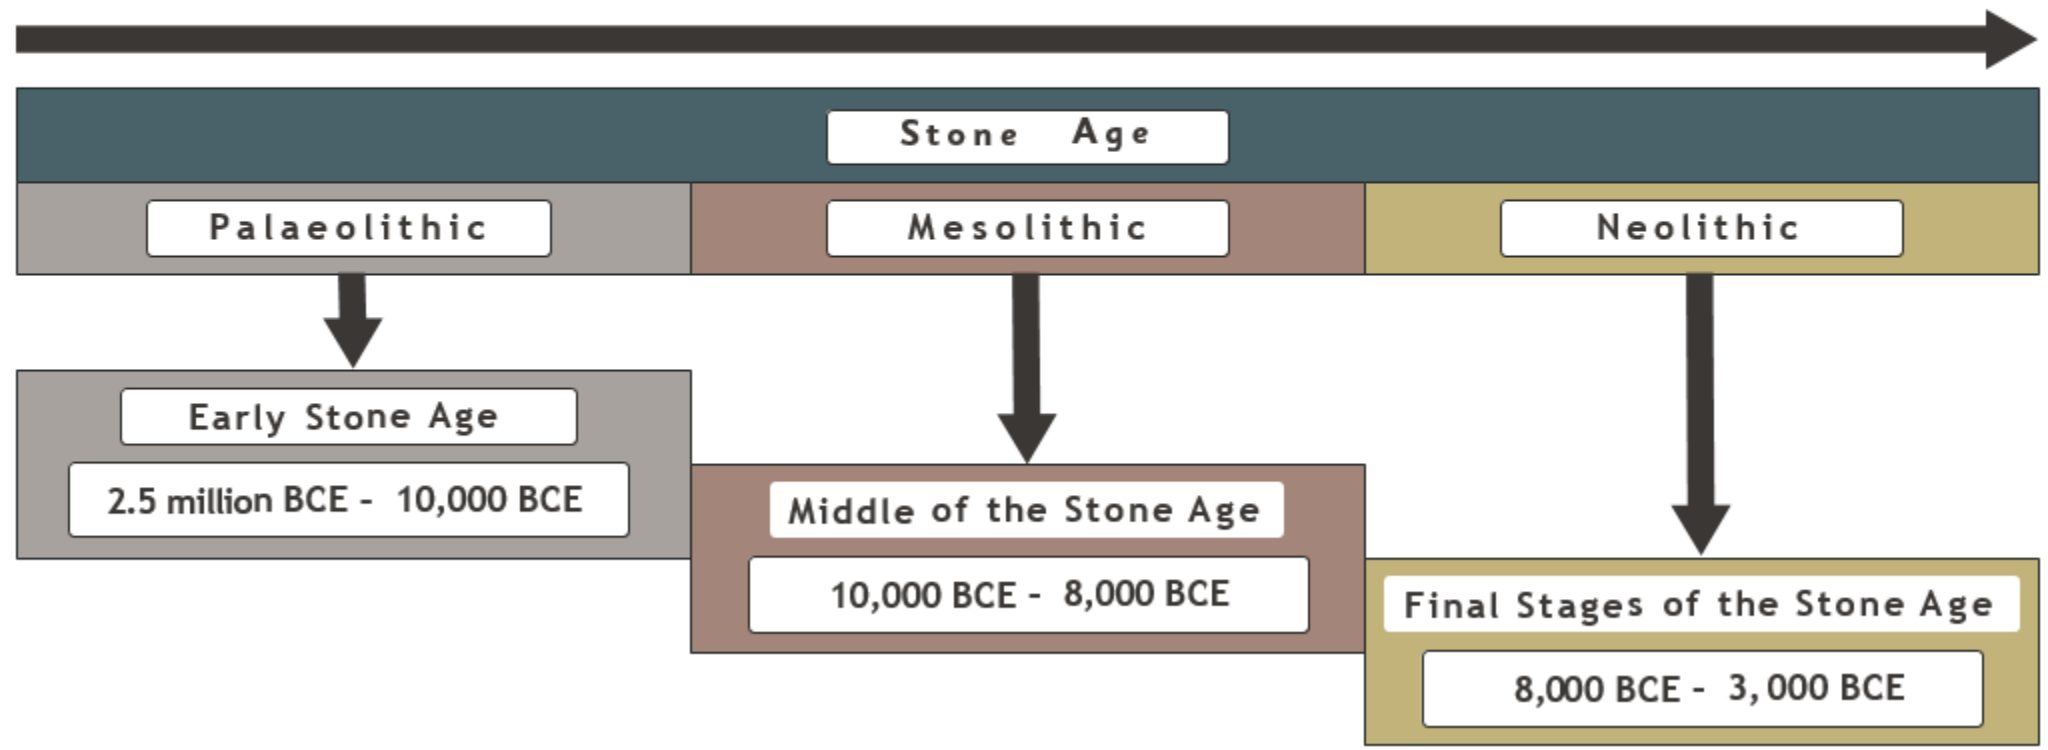 Stone Age
Palaeolithic
Mesolithic
Neolithic
Early Stone Age
2.5 million BCE - 10,000 BCE
Middle of the Stone Age
10,000 BCE - 8,000 BCE
Final Stages of the Stone Age
8,000 BCE - 3,000 BCE